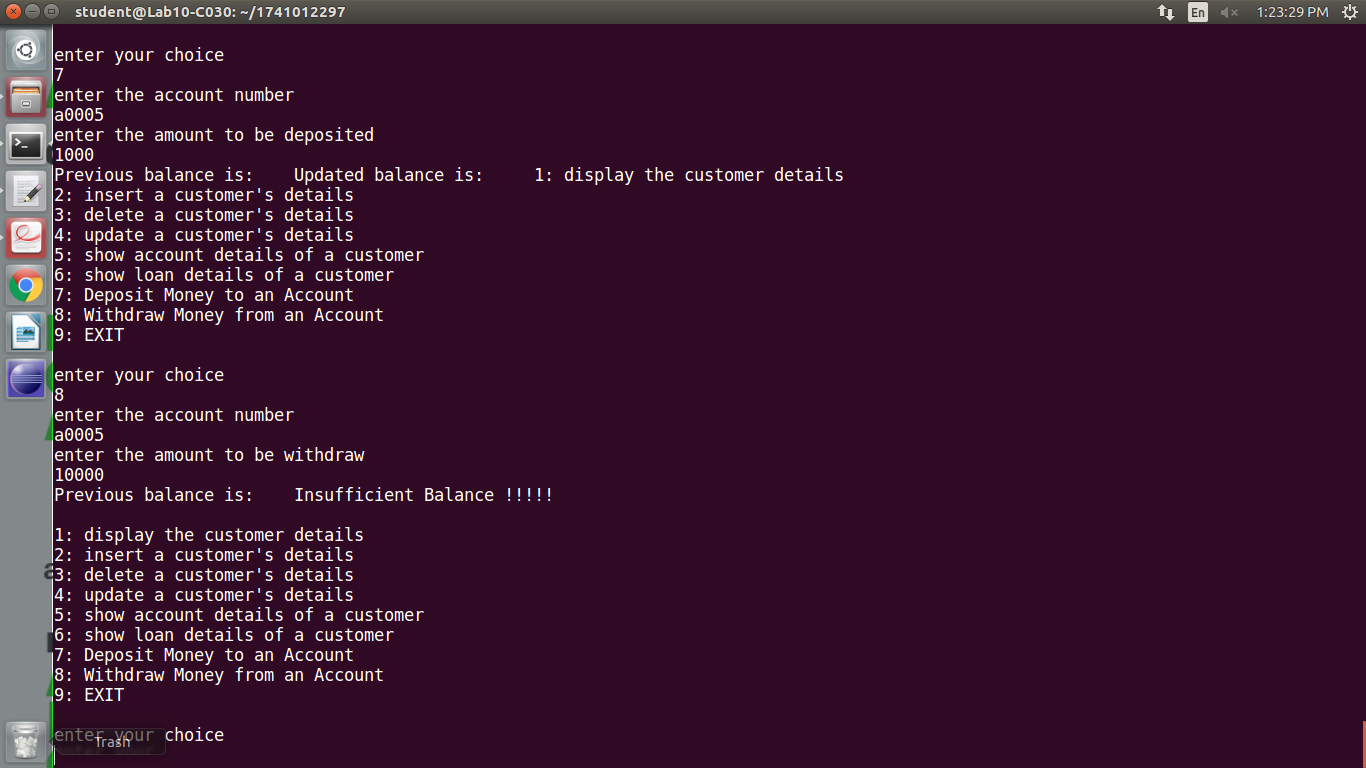 student@Lab10-C030: ~/1741012297
En
1:23:29 PM
enter your choice
7
enter the account number
a0005
enter the amount to be deposited
1000
Previous balance is:    Updated balance is:     1: display the customer details
2: insert a customer's details
3: delete a customer's details
4: update a customer's details
5: show account details of a customer
6: show loan details of a customer
7: Deposit Money to an Account
8: Withdraw Money from an Account
9: EXIT
enter your choice
8
enter the account number
a0005
enter the amount to be withdraw
10000
Previous balance is:    Insufficient Balance !!!!!
1: display the customer details
2: insert a customer's details
3: delete a customer's details
4: update a customer's details
5: show account details of a customer
6: show loan details of a customer
7: Deposit Money to an Account
8: Withdraw Money from an Account
9: EXIT
enter your choice
Trash